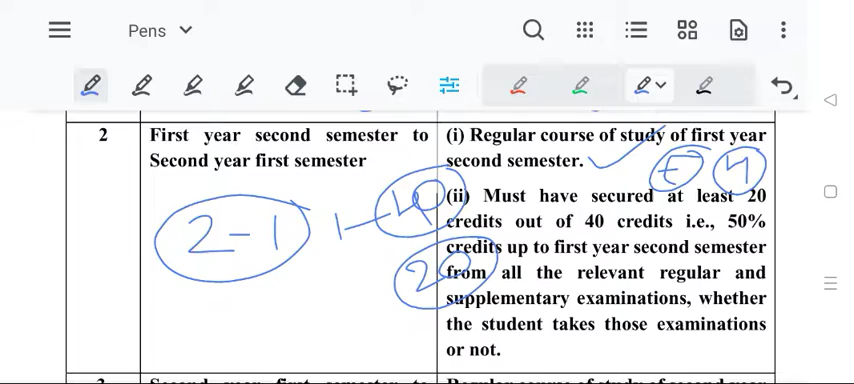 Pens
2
First year second semester to
Second year first semester
(i) Regular course of study of first year
second semester.
(ii) Must have secured at least 20
credits out of 40 credits i.e., 50%
credits up to first year second semester
from all the relevant regular and
supplementary examinations, whether
the student takes those examinations
or not.
2-1
40
20